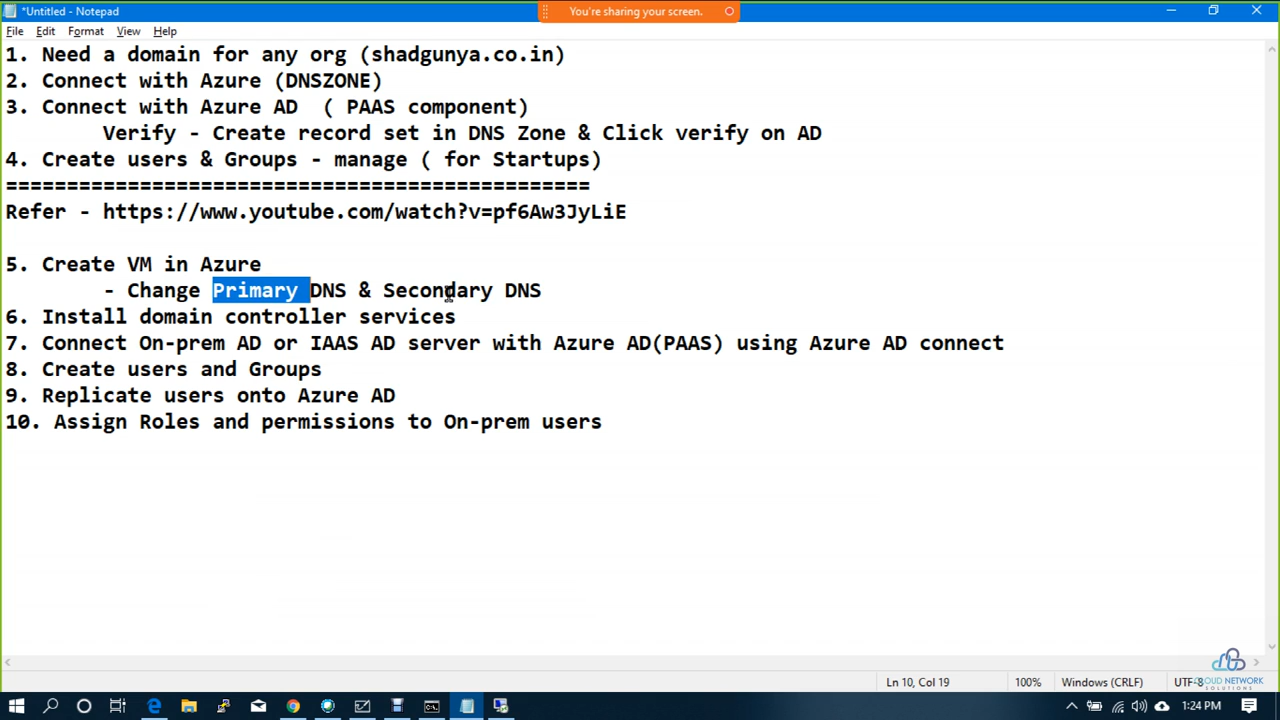 *Untitled - Notepad
You're sharing your screen.
File Edit Format View Help
1. Need a domain for any org (shadgunya.co.in)
2. Connect with Azure (DNSZONE)
3. Connect with Azure AD ( PAAS component)
Verify - Create record set in DNS Zone & Click verify on AD
4. Create users & Groups - manage ( for Startups)
================================================
Refer - https://www.youtube.com/watch?v=pf6Aw3JyLiE
5. Create VM in Azure
- Change Primary DNS & Secondary DNS
6. Install domain controller services
7. Connect On-prem AD or IAAS AD server with Azure AD(PAAS) using Azure AD connect
8. Create users and Groups
9. Replicate users onto Azure AD
10. Assign Roles and permissions to On-prem users
Ln 10, Col 19 100% Windows (CRLF) UTF-8
CLOUD NETWORK
SOLUTIONS
1:24 PM